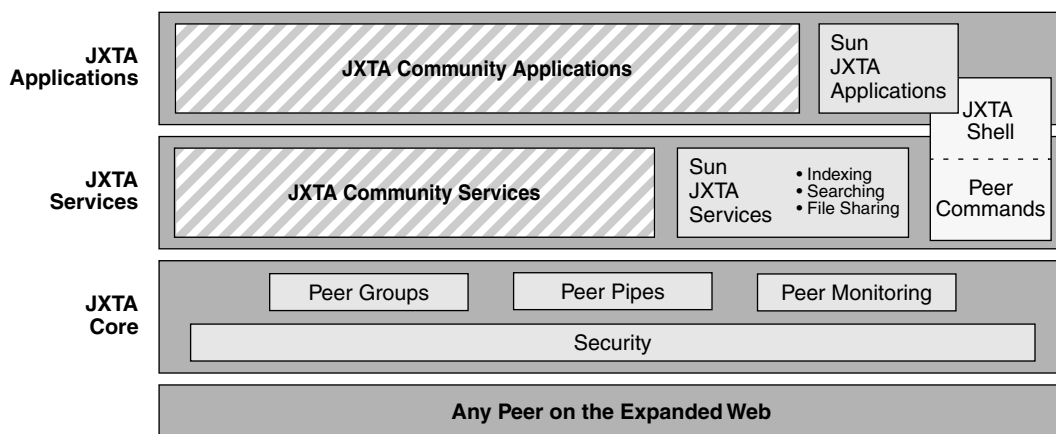 JXTA
Applications
JXTA Community Applications
Sun
JXTA
Applications
JXTA
Shell
JXTA
Services
JXTA Community Services
Sun
JXTA
Services
• Indexing
• Searching
• File Sharing
Peer
Commands
JXTA
Core
Peer Groups
Peer Pipes
Peer Monitoring
Security
Any Peer on the Expanded Web